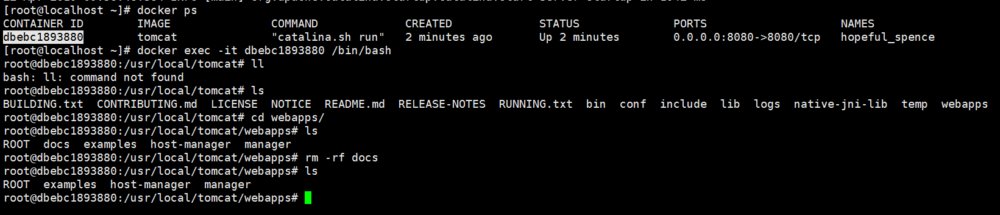 [root@localhost ~]# docker ps
CONTAINER ID        IMAGE               COMMAND             CREATED             STATUS              PORTS                    NAMES
dbebc1893880        tomcat              "catalina.sh run"   2 minutes ago       Up 2 minutes        0.0.0.0:8080->8080/tcp   hopeful_spence
[root@localhost ~]# docker exec -it dbebc1893880 /bin/bash
root@dbebc1893880:/usr/local/tomcat# ll
bash: ll: command not found
root@dbebc1893880:/usr/local/tomcat# ls
BUILDING.txt  CONTRIBUTING.md  LICENSE  NOTICE  README.md  RELEASE-NOTES  RUNNING.txt  bin  conf  include  lib  logs  native-jni-lib  temp  webapps
root@dbebc1893880:/usr/local/tomcat# cd webapps/
root@dbebc1893880:/usr/local/tomcat/webapps# ls
ROOT  docs  examples  host-manager  manager
root@dbebc1893880:/usr/local/tomcat/webapps# rm -rf docs
root@dbebc1893880:/usr/local/tomcat/webapps# ls
ROOT  examples  host-manager  manager
root@dbebc1893880:/usr/local/tomcat/webapps#